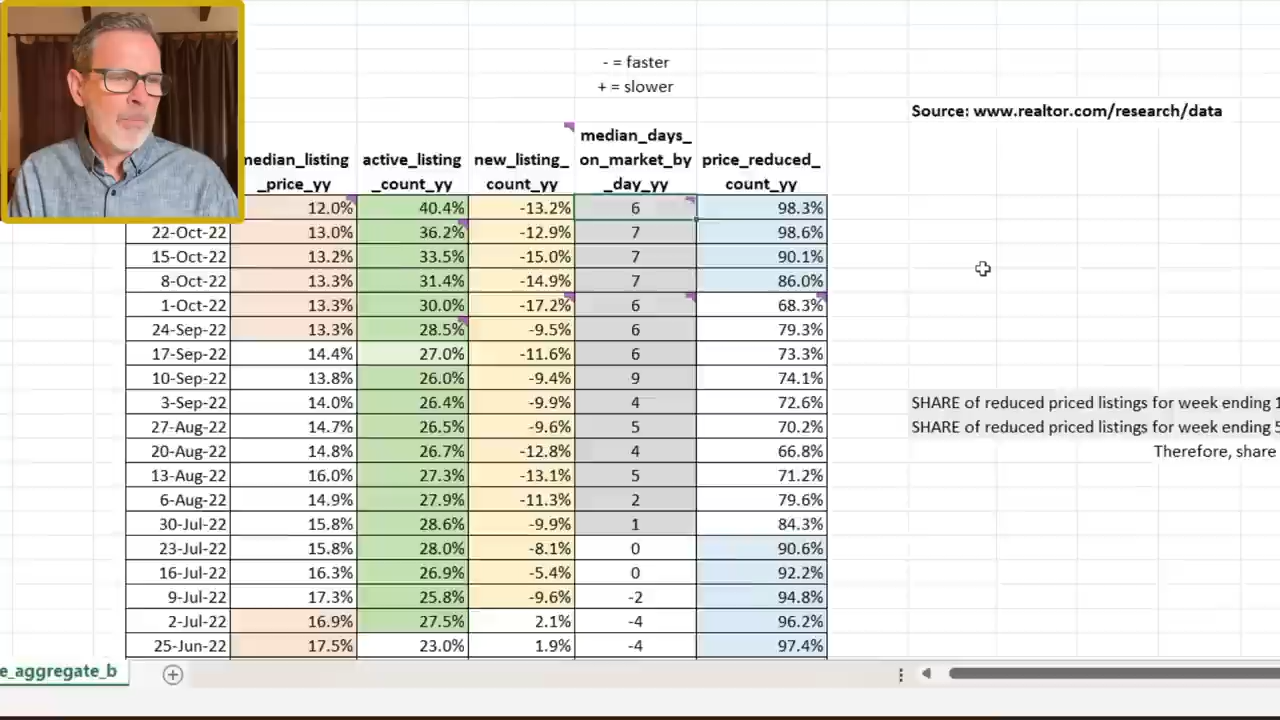 - = faster
+ = slower
Source: www.realtor.com/research/data
median_listing_price_yy active_listing_count_yy new_listing_count_yy median_days_on_market_by_day_yy price_reduced_count_yy
12.0% 40.4% -13.2% 6 98.3%
22-Oct-22 13.0% 36.2% -12.9% 7 98.6%
15-Oct-22 13.2% 33.5% -15.0% 7 90.1%
8-Oct-22 13.3% 31.4% -14.9% 7 86.0%
1-Oct-22 13.3% 30.0% -17.2% 6 68.3%
24-Sep-22 13.3% 28.5% -9.5% 6 79.3%
17-Sep-22 14.4% 27.0% -11.6% 6 73.3%
10-Sep-22 13.8% 26.0% -9.4% 9 74.1%
3-Sep-22 14.0% 26.4% -9.9% 4 72.6%
SHARE of reduced priced listings for week ending 1
27-Aug-22 14.7% 26.5% -9.6% 5 70.2%
SHARE of reduced priced listings for week ending 5
20-Aug-22 14.8% 26.7% -12.8% 4 66.8%
Therefore, share
13-Aug-22 16.0% 27.3% -13.1% 5 71.2%
6-Aug-22 14.9% 27.9% -11.3% 2 79.6%
30-Jul-22 15.8% 28.6% -9.9% 1 84.3%
23-Jul-22 15.8% 28.0% -8.1% 0 90.6%
16-Jul-22 16.3% 26.9% -5.4% 0 92.2%
9-Jul-22 17.3% 25.8% -9.6% -2 94.8%
2-Jul-22 16.9% 27.5% 2.1% -4 96.2%
25-Jun-22 17.5% 23.0% 1.9% -4 97.4%
e_aggregate_b